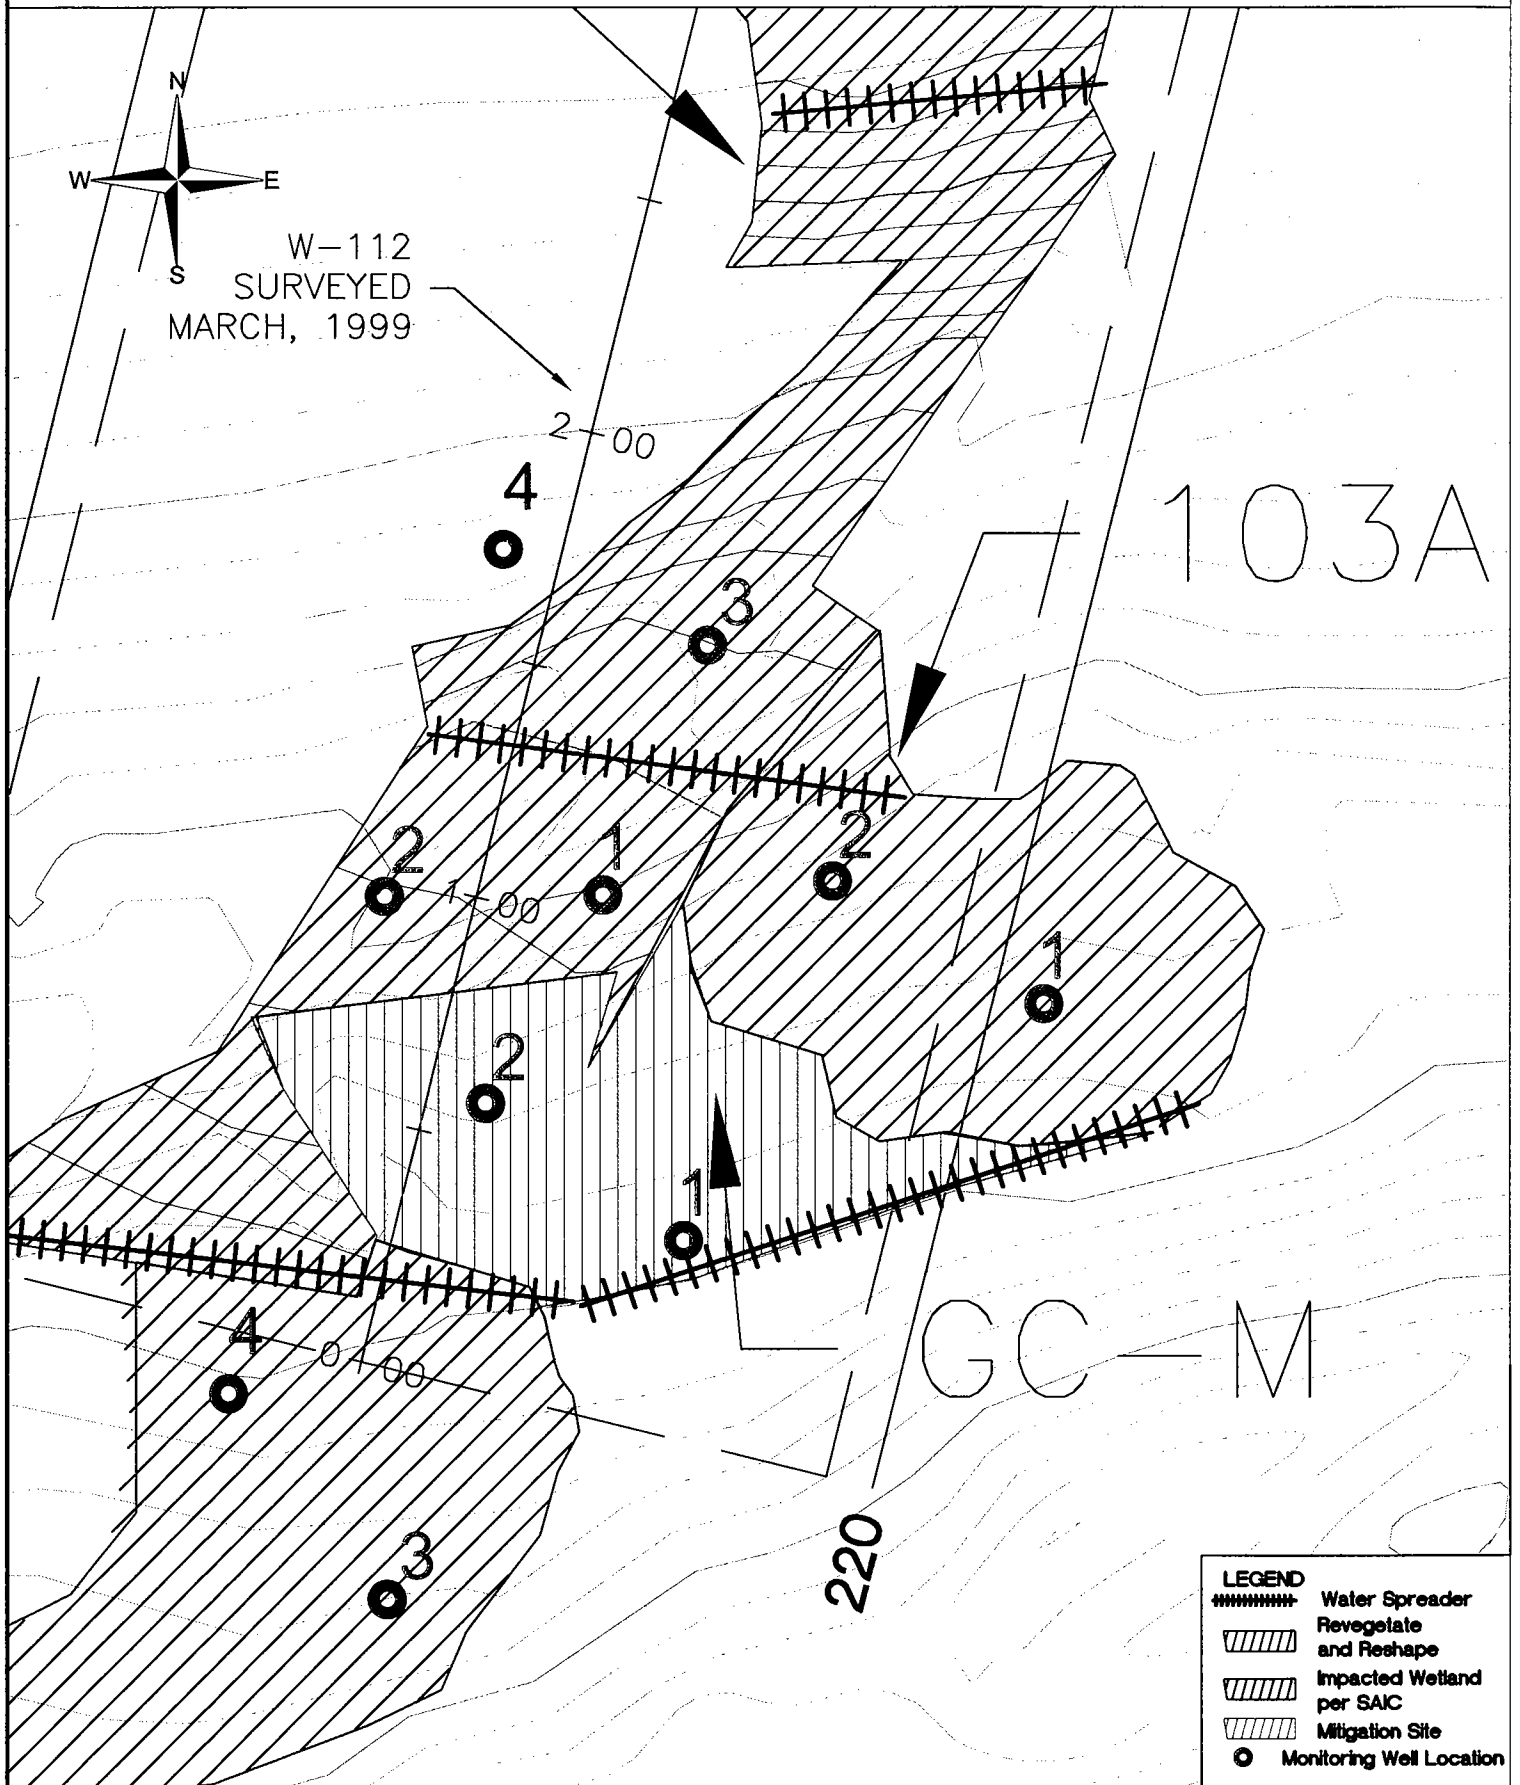 N
W E
S
W-112
SURVEYED
MARCH, 1999
2+00
4
103A
3
2
1
2
1+00
1
2
1
GC-M
4
0+00
3
220
LEGEND
Water Spreader
Revegetate
and Reshape
Impacted Wetland
per SAIC
Mitigation Site
Monitoring Well Location